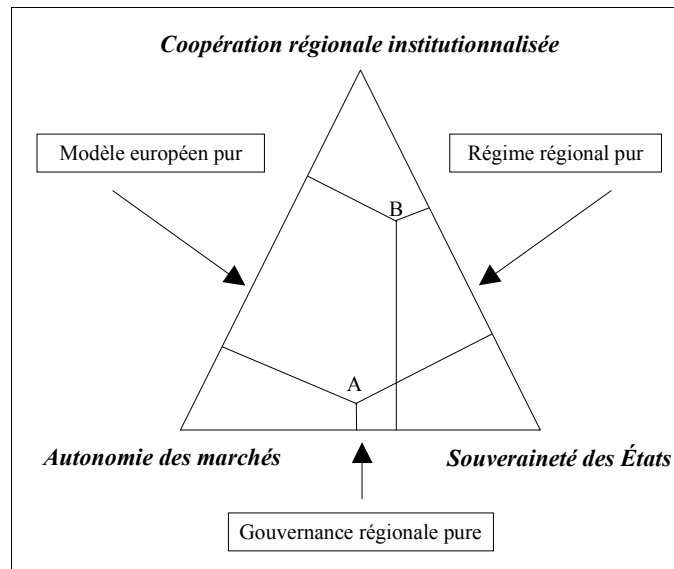 Coopération régionale institutionnalisée
Modèle européen pur
Régime régional pur
B
A
Autonomie des marchés
Souveraineté des États
Gouvernance régionale pure